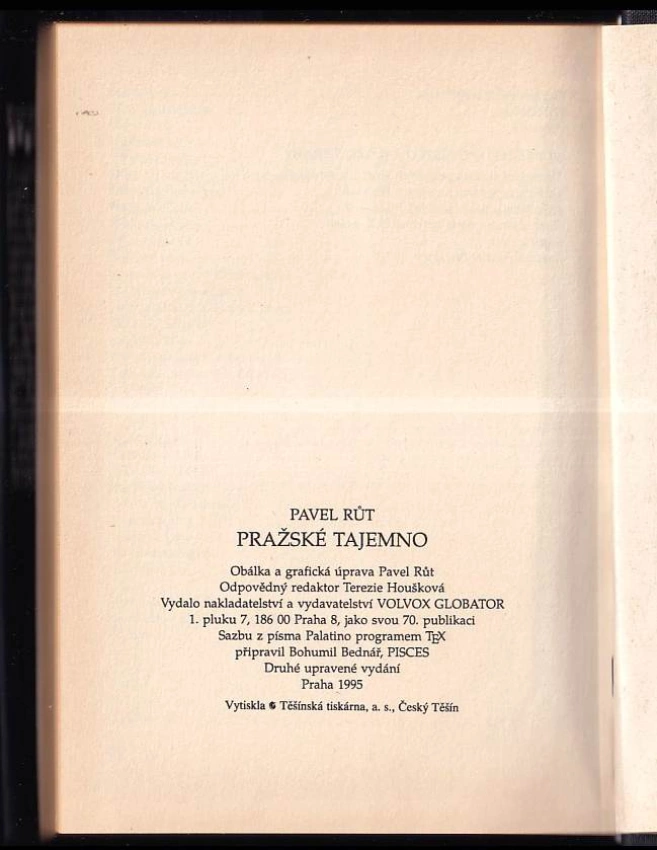 PAVEL RŮT
PRAŽSKÉ TAJEMNO
Obálka a grafická úprava Pavel Růt
Odpovědný redaktor Terezie Houšková
Vydalo nakladatelství a vydavatelství VOLVOX GLOBATOR
1. pluku 7, 186 00 Praha 8, jako svou 70. publikaci
Sazbu z písma Palatino programem TEX
připravil Bohumil Bednář, PISCES
Druhé upravené vydání
Praha 1995
Vytiskla Těšínská tiskárna, a. s., Český Těšín